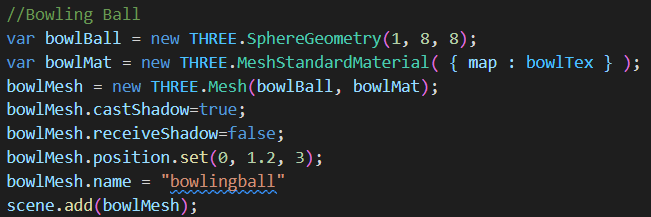 //Bowling Ball
var bowlBall = new THREE.SphereGeometry(1, 8, 8);
var bowlMat = new THREE.MeshStandardMaterial( { map : bowlTex } );
bowlMesh = new THREE.Mesh(bowlBall, bowlMat);
bowlMesh.castShadow=true;
bowlMesh.receiveShadow=false;
bowlMesh.position.set(0, 1.2, 3);
bowlMesh.name = "bowlingball"
scene.add(bowlMesh);